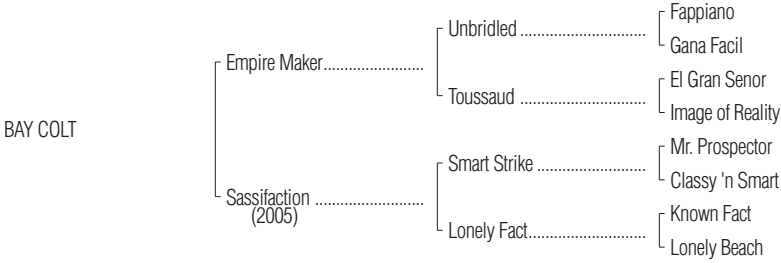 Fappiano
Unbridled ..............................
Gana Facil
Empire Maker........................
El Gran Senor
Toussaud ..............................
Image of Reality
BAY COLT
Mr. Prospector
Smart Strike ..........................
Classy 'n Smart
Sassifaction ..........................
(2005)
Known Fact
Lonely Fact............................
Lonely Beach